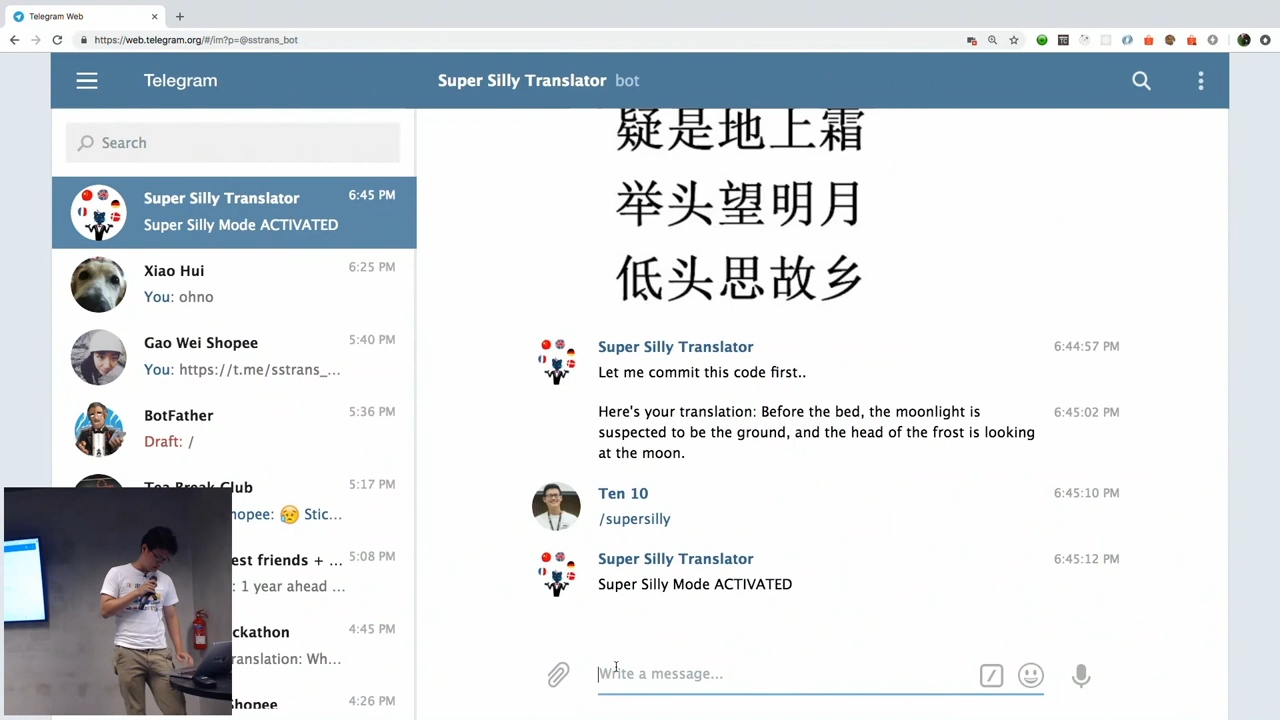 Telegram Web
https://web.telegram.org/#/im?p=@sstrans_bot
Telegram
Super Silly Translator bot
Search
Super Silly Translator 6:45 PM
Super Silly Mode ACTIVATED
Xiao Hui 6:25 PM
You: ohno
Gao Wei Shopee 5:40 PM
You: https://t.me/sstrans_...
BotFather 5:36 PM
Draft: /
Tea Break Club 5:17 PM
hopee: 😥 Stic...
est friends + ... 5:08 PM
: 1 year ahead ...
ckathon 4:45 PM
ranslation: Wh...
hopee 4:26 PM
疑是地上霜
举头望明月
低头思故乡
Super Silly Translator 6:44:57 PM
Let me commit this code first..
Here's your translation: Before the bed, the moonlight is 6:45:02 PM
suspected to be the ground, and the head of the frost is looking
at the moon.
Ten 10 6:45:10 PM
/supersilly
Super Silly Translator 6:45:12 PM
Super Silly Mode ACTIVATED
Write a message...